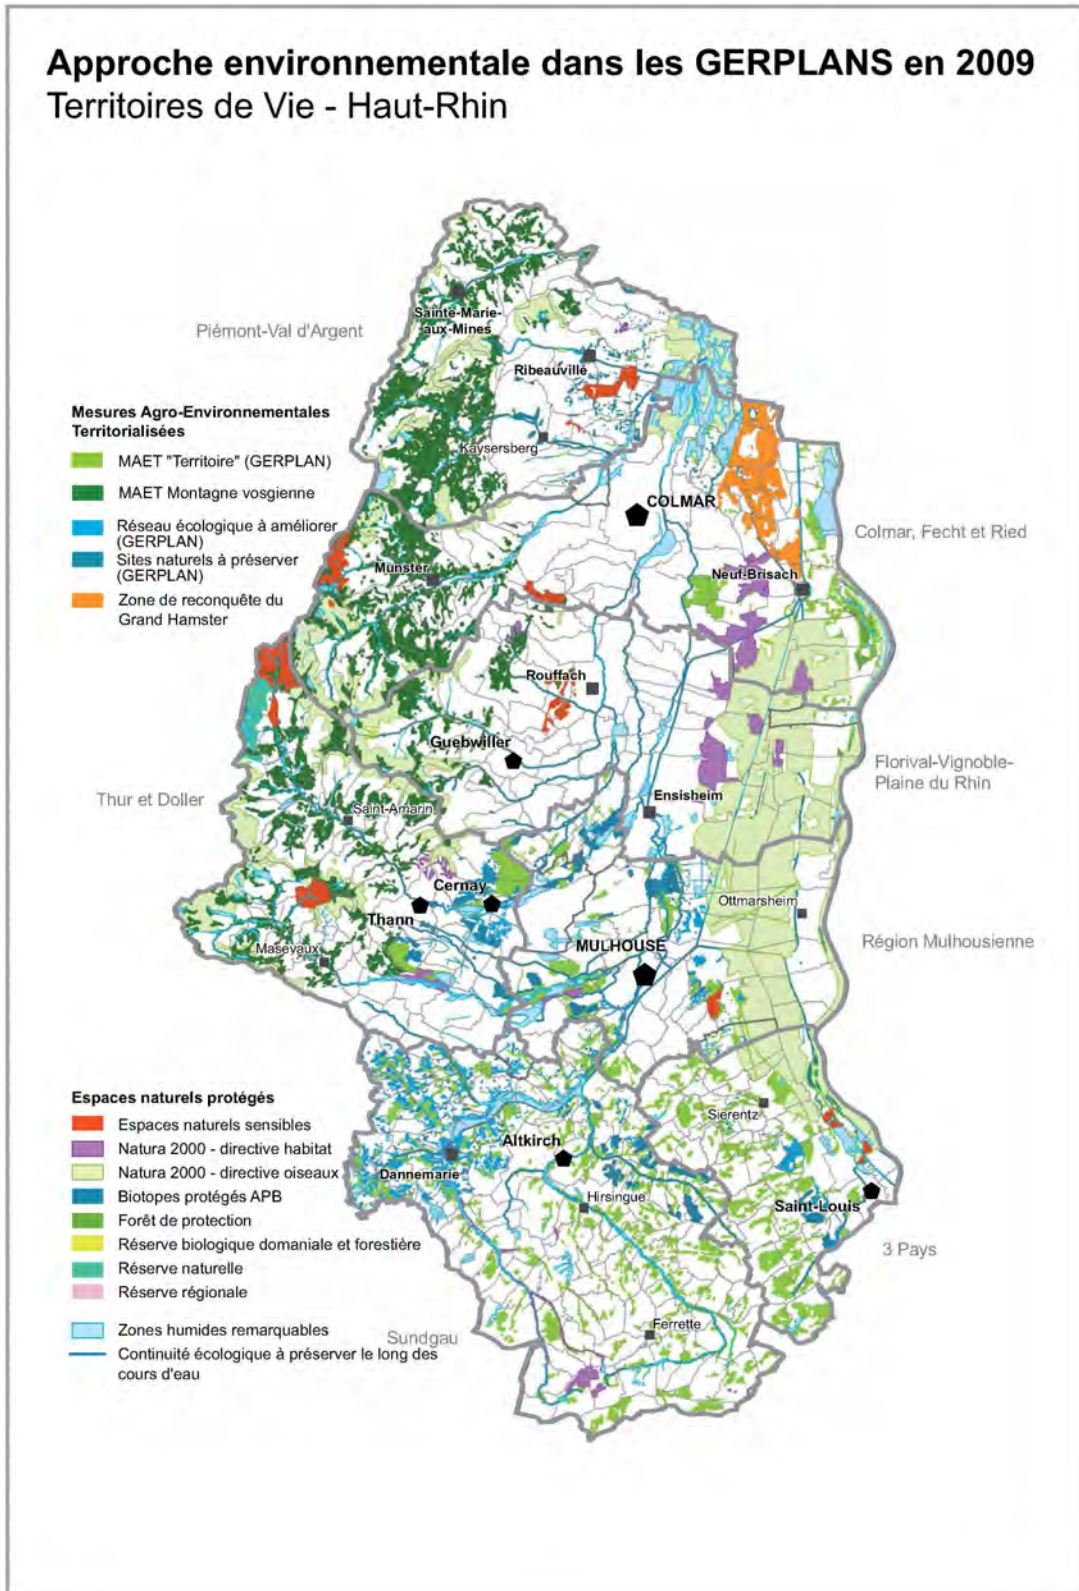 Approche environnementale dans les GERPLANS en 2009
Territoires de Vie - Haut-Rhin
Piémont-Val d'Argent
Sainte-Marie-
aux-Mines
Ribeauvillé
Kaysersberg
Mesures Agro-Environnementales
Territorialisées
MAET "Territoire" (GERPLAN)
MAET Montagne vosgienne
Réseau écologique à améliorer
(GERPLAN)
Sites naturels à préserver
(GERPLAN)
Zone de reconquête du
Grand Hamster
COLMAR
Colmar, Fecht et Ried
Munster
Neuf-Brisach
Rouffach
Guebwiller
Florival-Vignoble-
Plaine du Rhin
Thur et Doller
Saint-Amarin
Ensisheim
Cernay
Thann
Ottmarsheim
Masevaux
MULHOUSE
Région Mulhousienne
Espaces naturels protégés
Espaces naturels sensibles
Natura 2000 - directive habitat
Natura 2000 - directive oiseaux
Biotopes protégés APB
Forêt de protection
Réserve biologique domaniale et forestière
Réserve naturelle
Réserve régionale
Zones humides remarquables
Continuité écologique à préserver le long des
cours d'eau
Sierentz
Altkirch
Dannemarie
Hirsingue
Saint-Louis
3 Pays
Ferrette
Sundgau